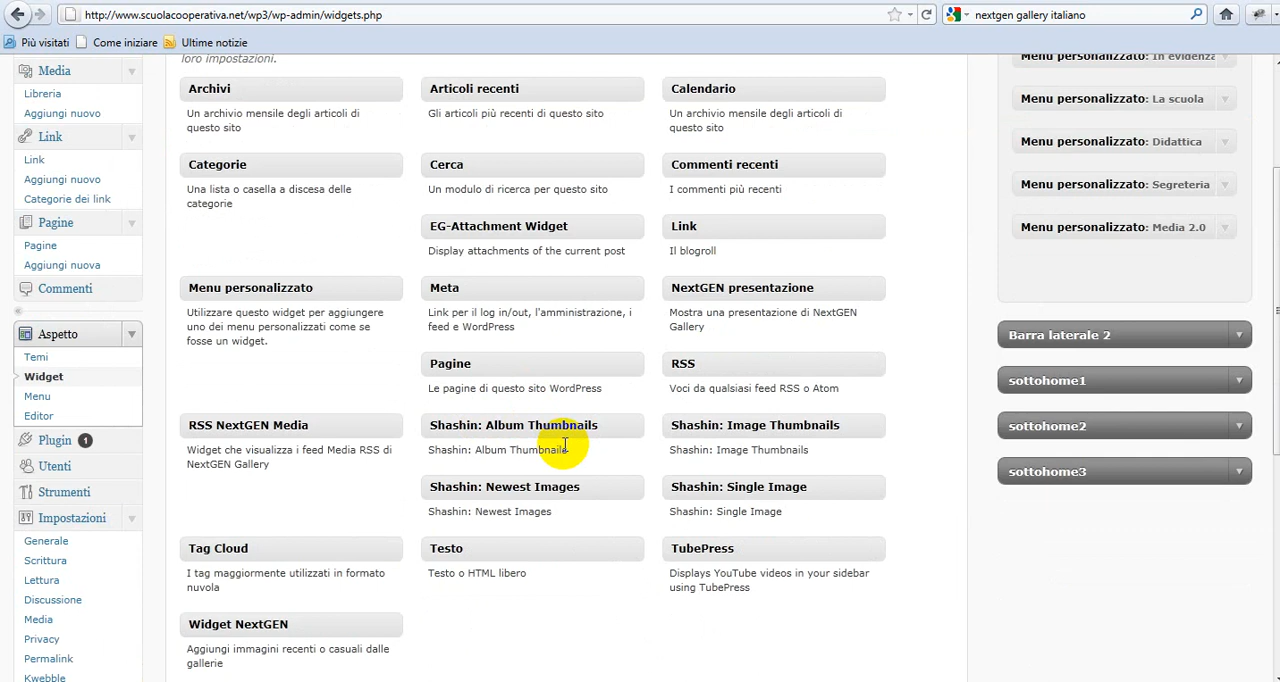 http://www.scuolacooperativa.net/wp3/wp-admin/widgets.php
nextgen gallery italiano
Più visitati
Come iniziare
Ultime notizie
Media
Libreria
Aggiungi nuovo
Link
Link
Aggiungi nuovo
Categorie dei link
Pagine
Pagine
Aggiungi nuova
Commenti
Aspetto
Temi
Widget
Menu
Editor
Plugin 1
Utenti
Strumenti
Impostazioni
Generale
Scrittura
Lettura
Discussione
Media
Privacy
Permalink
Kwebble
loro impostazioni.
Archivi
Un archivio mensile degli articoli di
questo sito
Articoli recenti
Gli articoli più recenti di questo sito
Calendario
Un archivio mensile degli articoli di
questo sito
Categorie
Una lista o casella a discesa delle
categorie
Cerca
Un modulo di ricerca per questo sito
Commenti recenti
I commenti più recenti
EG-Attachment Widget
Display attachments of the current post
Link
Il blogroll
Menu personalizzato
Utilizzare questo widget per aggiungere
uno dei menu personalizzati come se
fosse un widget.
Meta
Link per il log in/out, l'amministrazione, i
feed e WordPress
NextGEN presentazione
Mostra una presentazione di NextGEN
Gallery
Pagine
Le pagine di questo sito WordPress
RSS
Voci da qualsiasi feed RSS o Atom
RSS NextGEN Media
Widget che visualizza i feed Media RSS di
NextGEN Gallery
Shashin: Album Thumbnails
Shashin: Album Thumbnails
Shashin: Image Thumbnails
Shashin: Image Thumbnails
Shashin: Newest Images
Shashin: Newest Images
Shashin: Single Image
Shashin: Single Image
Tag Cloud
I tag maggiormente utilizzati in formato
nuvola
Testo
Testo o HTML libero
TubePress
Displays YouTube videos in your sidebar
using TubePress
Widget NextGEN
Aggiungi immagini recenti o casuali dalle
gallerie
Menu personalizzato: In evidenza
Menu personalizzato: La scuola
Menu personalizzato: Didattica
Menu personalizzato: Segreteria
Menu personalizzato: Media 2.0
Barra laterale 2
sottohome1
sottohome2
sottohome3